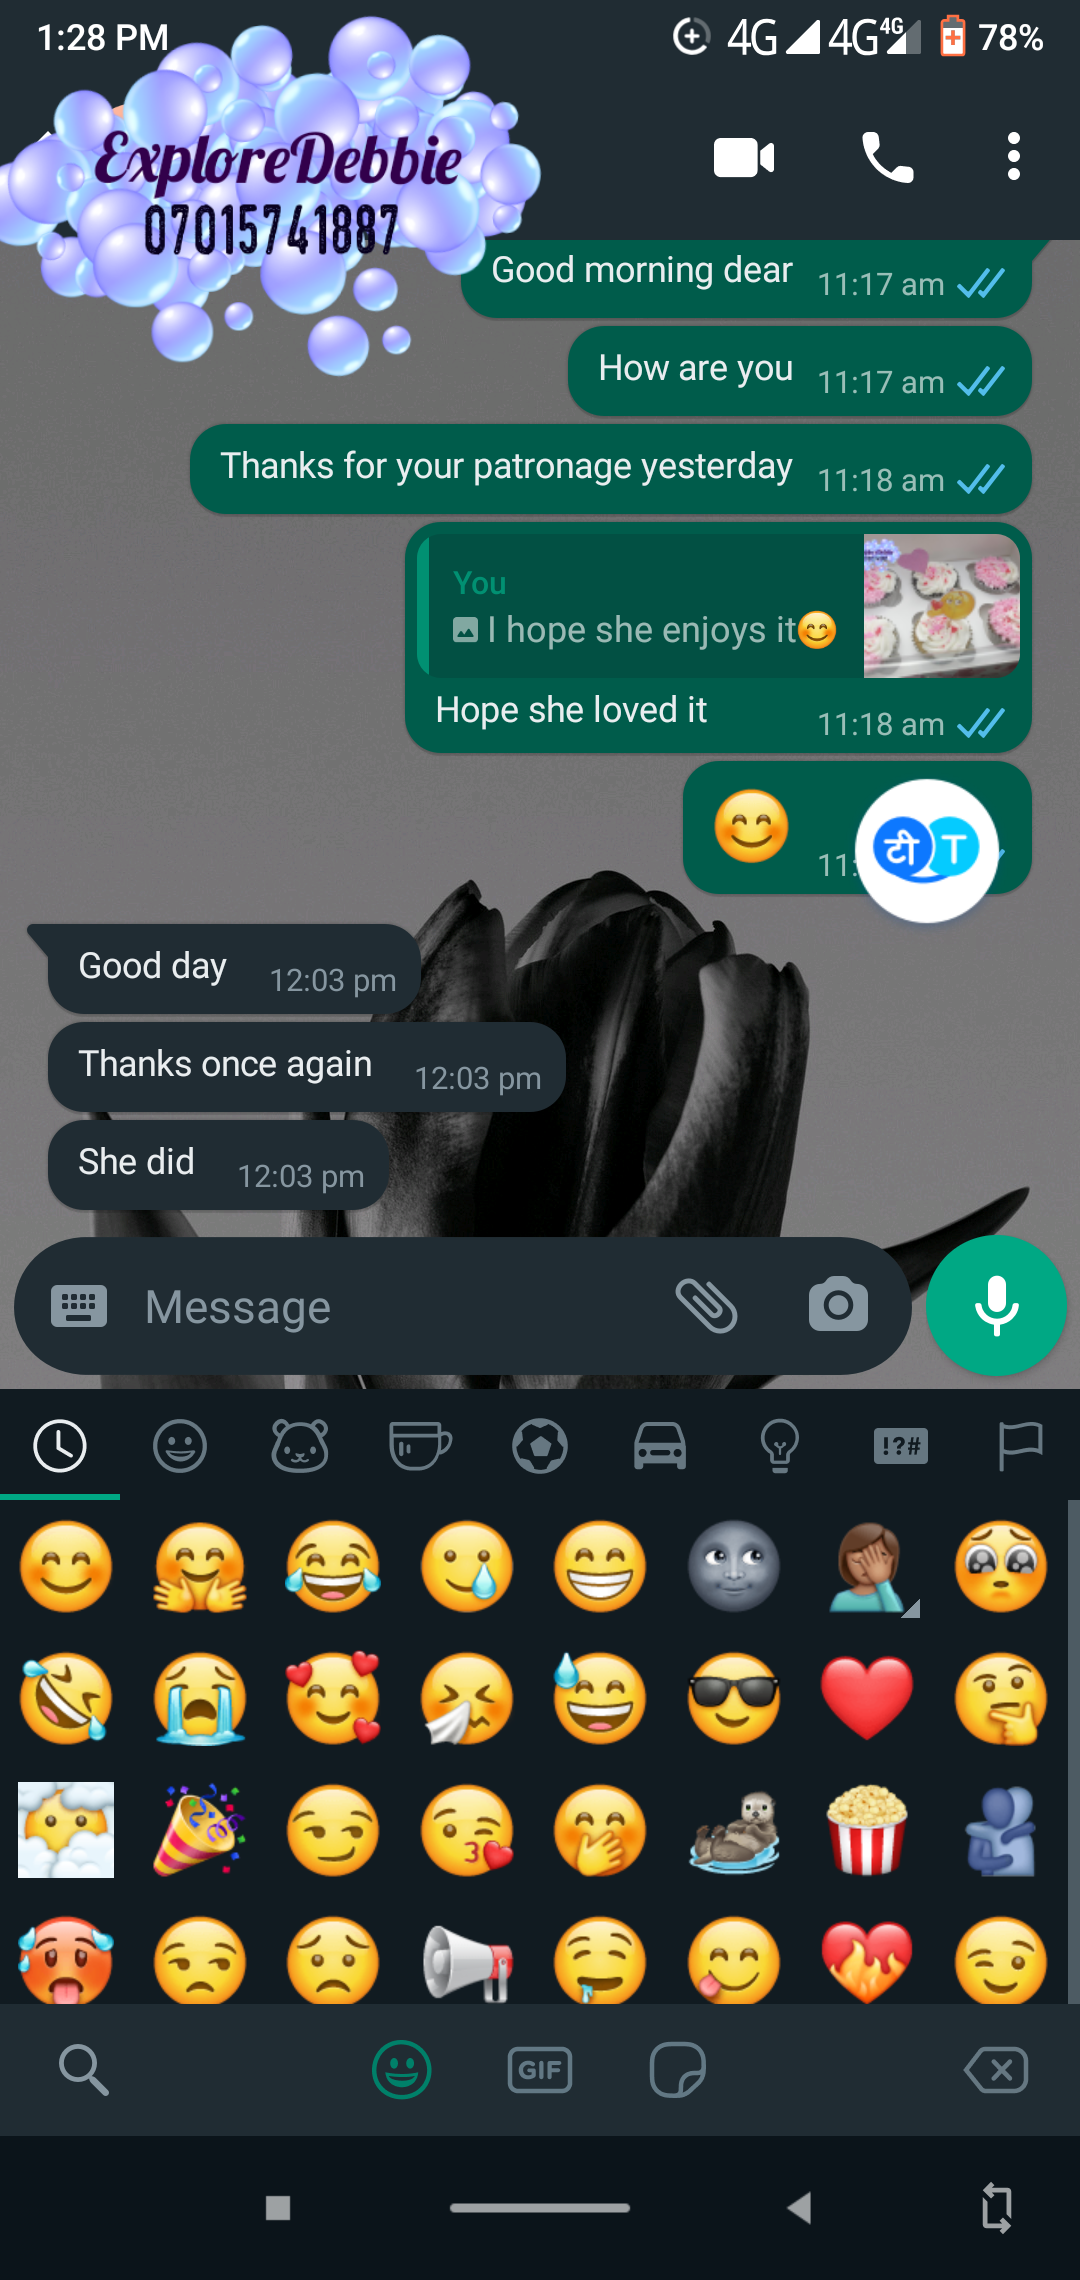 1:28 PM
4G 4G 4G 78%
ExploreDebbie
07015741887
Good morning dear 11:17 am
How are you 11:17 am
Thanks for your patronage yesterday 11:18 am
You
I hope she enjoys it😊
Hope she loved it 11:18 am
😊 11:
टी T
Good day 12:03 pm
Thanks once again 12:03 pm
She did 12:03 pm
Message
!?#
GIF